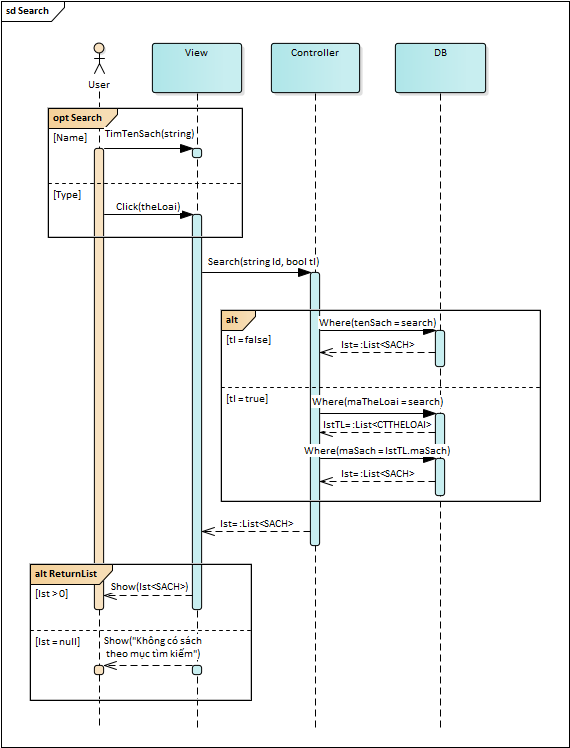 sd Search
User
View
Controller
DB
opt Search
[Name]
TimTenSach(string)
[Type]
Click(theLoai)
Search(string Id, bool tl)
alt
Where(tenSach = search)
[tl = false]
lst= :List<SACH>
[tl = true]
Where(maTheLoai = search)
lstTL= :List<CTTHELOAI>
Where(maSach = lstTL.maSach)
lst= :List<SACH>
lst= :List<SACH>
alt ReturnList
[lst > 0]
Show(lst<SACH>)
[lst = null]
Show("Không có sách
theo mục tìm kiếm")